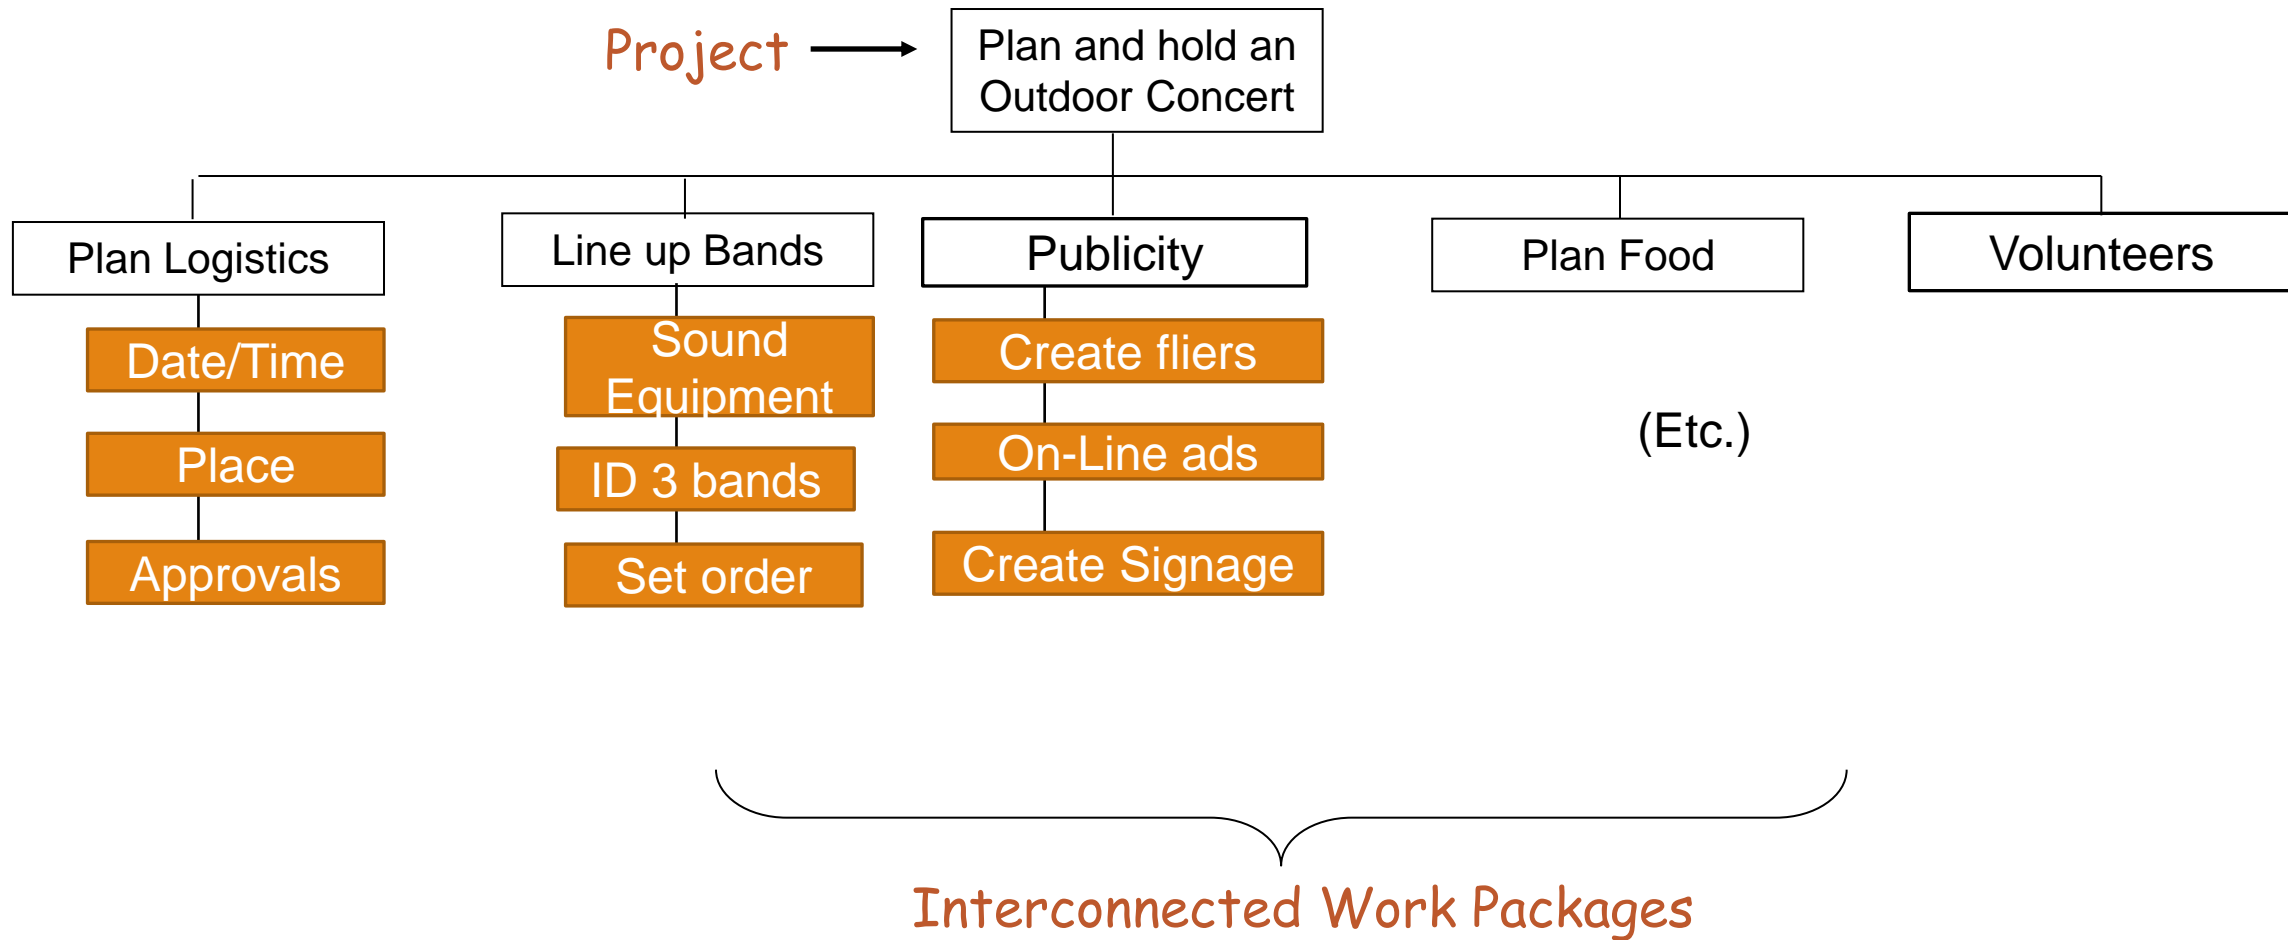 Project
Plan and hold an
Outdoor Concert
Plan Logistics
Line up Bands
Publicity
Plan Food
Volunteers
Date/Time
Place
Approvals
Sound
Equipment
ID 3 bands
Set order
Create fliers
On-Line ads
Create Signage
(Etc.)
Interconnected Work Packages